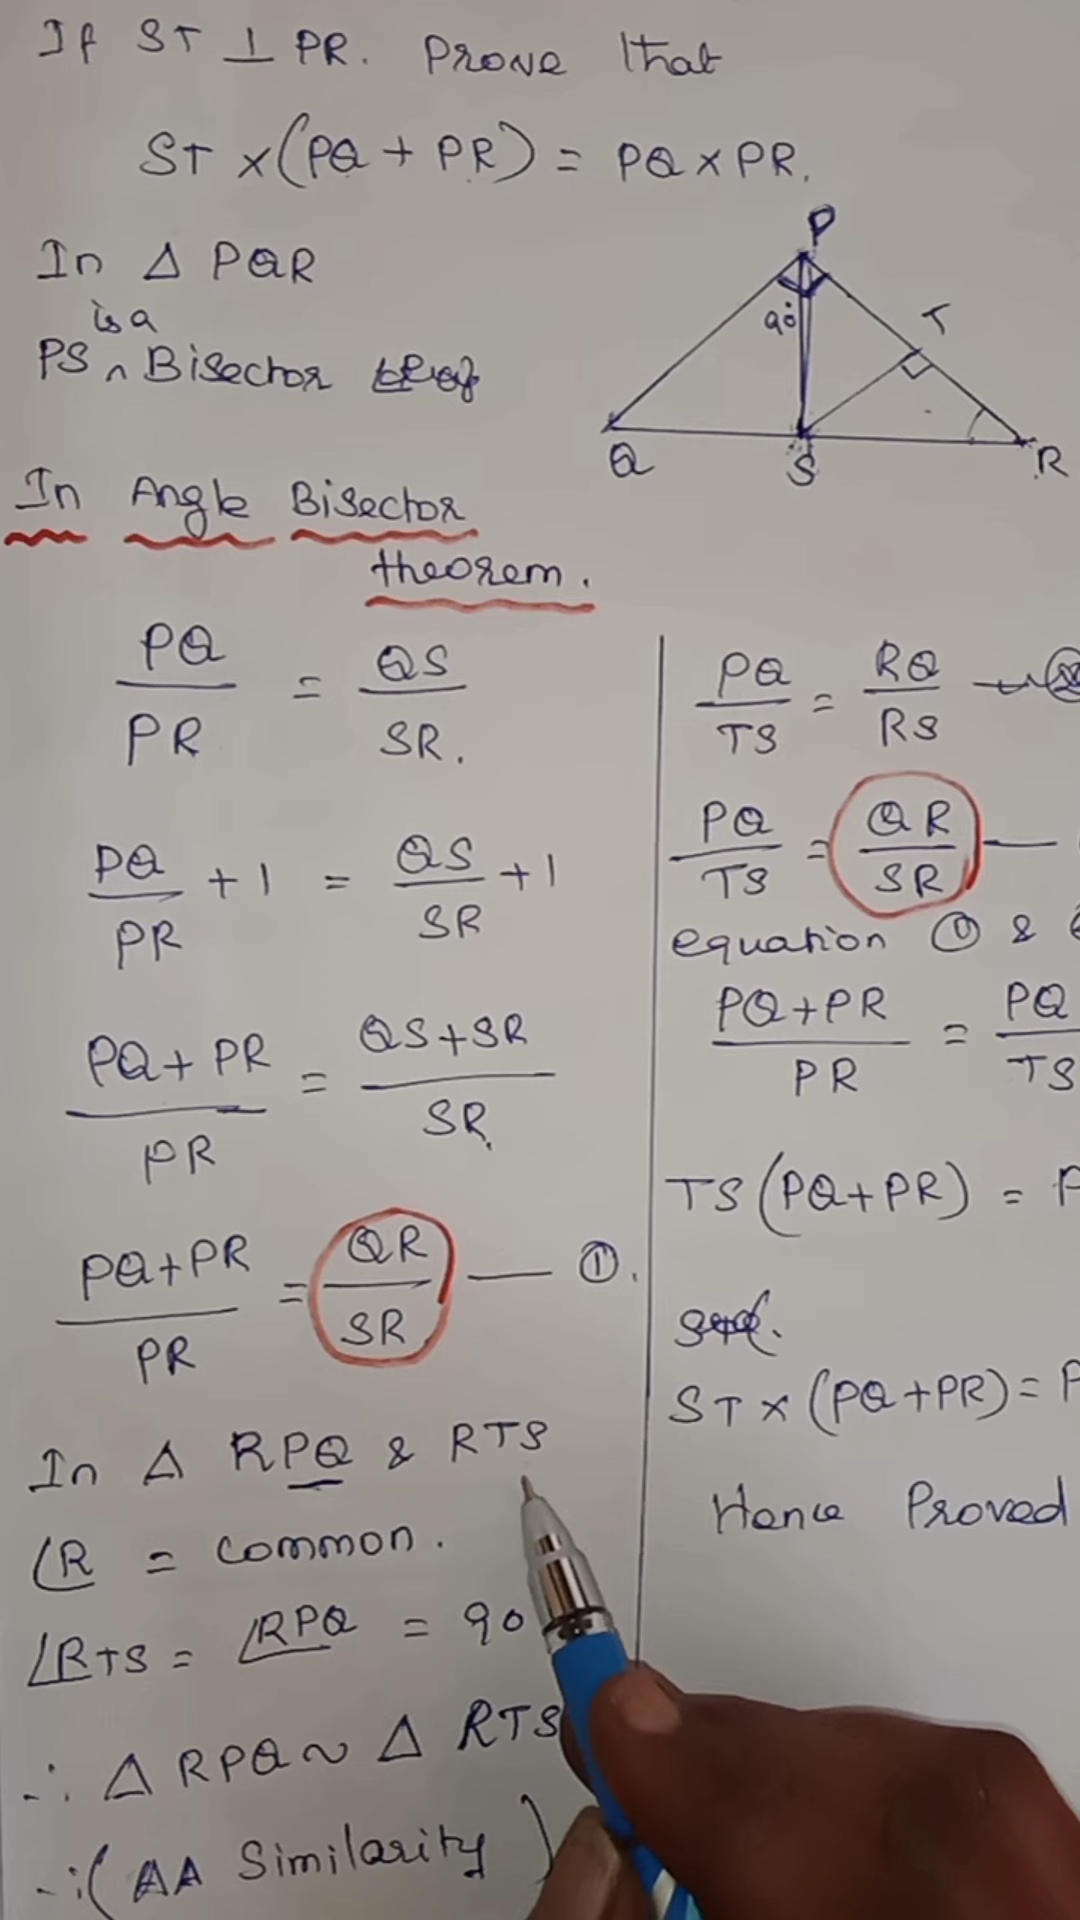 If ST ⊥ PR. Prove that
ST × (PQ + PR) = PQ × PR.
In △ PQR
is a
PS ^ Bisector
P
90°
T
Q
S
R
In Angle Bisector
theorem.
PQ/PR = QS/SR.
PQ/PR + 1 = QS/SR + 1
PQ + PR/PR = QS+SR/SR
PQ+PR/PR = QR/SR — ①.
In △ RPQ & RTS
∠R = common.
∠RTS = ∠RPQ = 90
∴ △ RPQ ~ △ RTS
∴ (AA Similarity)
PQ/TS = RQ/RS —
PQ/TS = QR/SR —
equation ① &
PQ+PR/PR = PQ/TS
TS (PQ+PR) = P
ST × (PQ+PR) = P
Hence Proved